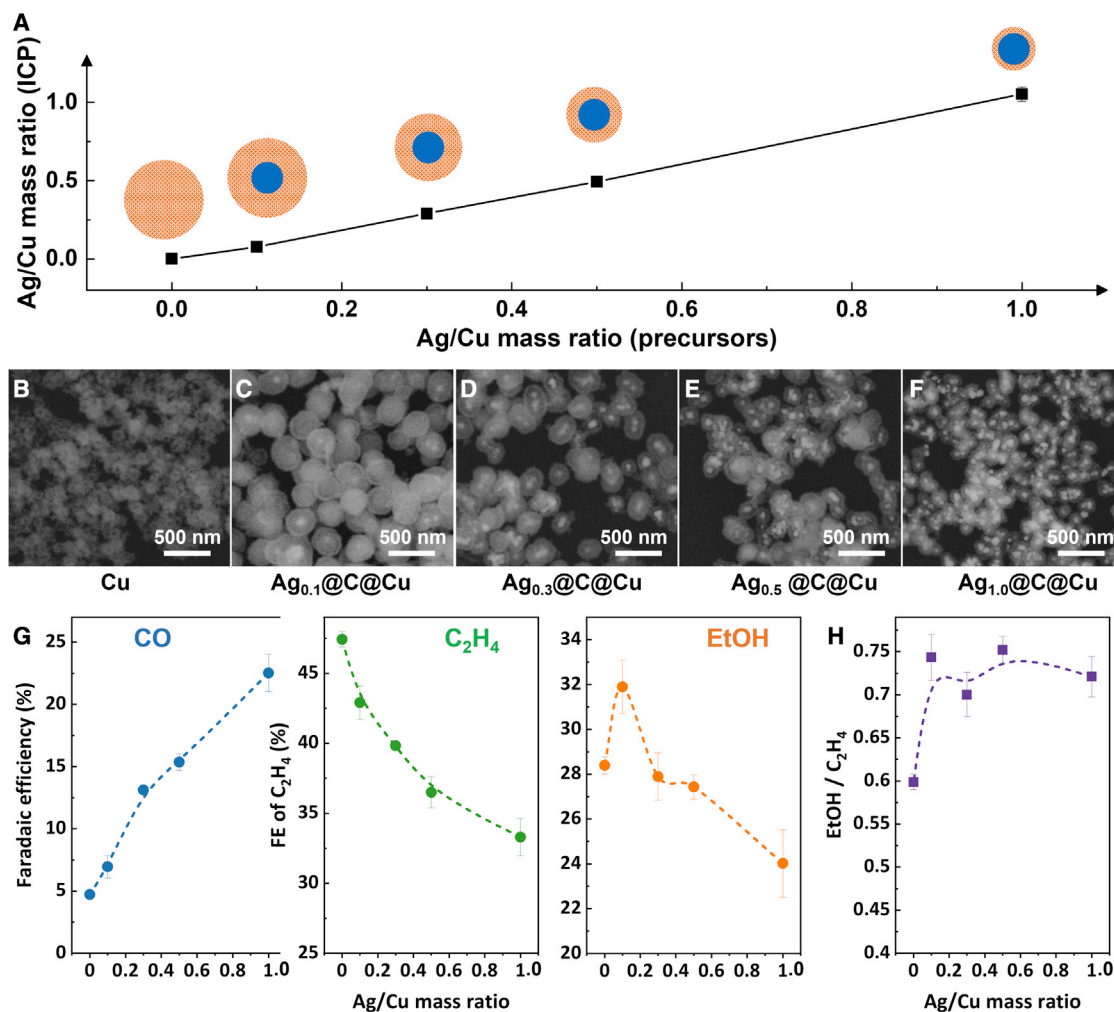 A
Ag/Cu mass ratio (ICP)
1.0
0.5
0.0
0.0 0.2 0.4 0.6 0.8 1.0
Ag/Cu mass ratio (precursors)
B C D E F
500 nm 500 nm 500 nm 500 nm 500 nm
Cu Ag0.1@C@Cu Ag0.3@C@Cu Ag0.5 @C@Cu Ag1.0@C@Cu
G
CO
Faradaic efficiency (%)
25
20
15
10
5
0
0 0.2 0.4 0.6 0.8 1.0
C2H4
FE of C2H4 (%)
45
40
35
30
25
0 0.2 0.4 0.6 0.8 1.0
Ag/Cu mass ratio
EtOH
34
32
30
28
26
24
22
20
0 0.2 0.4 0.6 0.8 1.0
H
EtOH / C2H4
0.75
0.7
0.65
0.6
0.55
0.5
0.45
0.4
0 0.2 0.4 0.6 0.8 1.0
Ag/Cu mass ratio